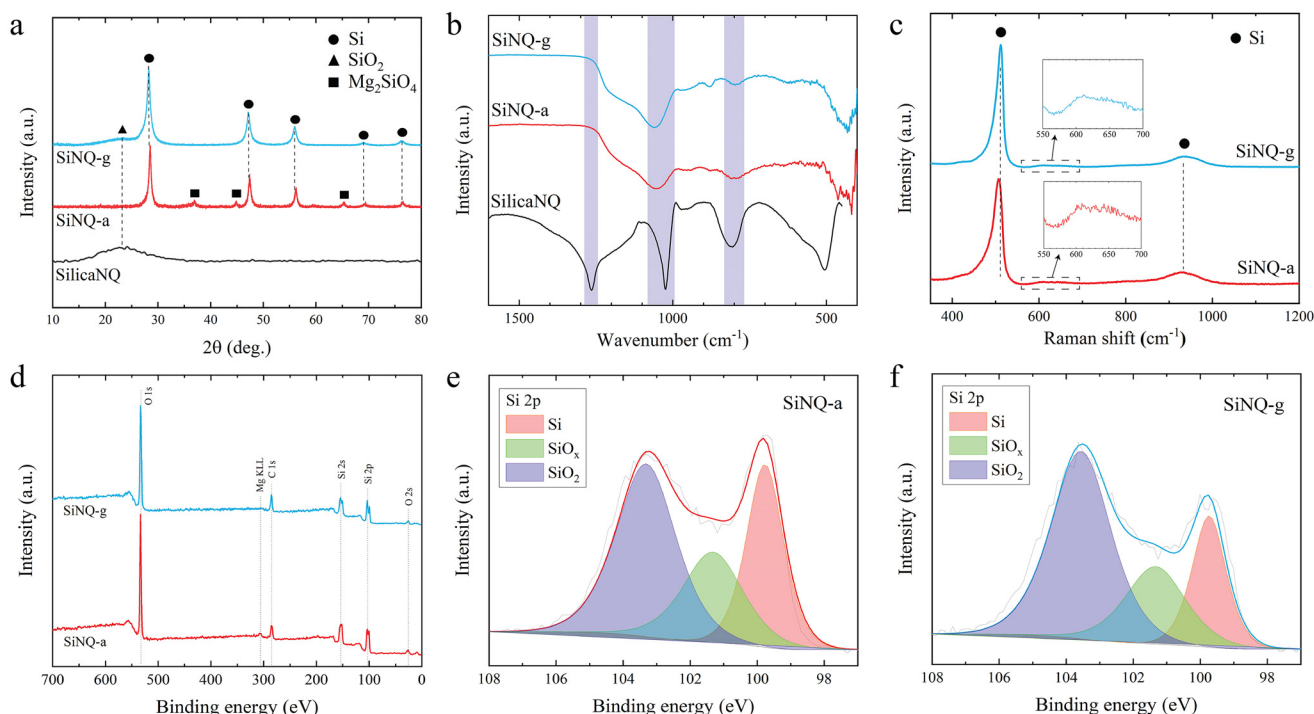 a
Si
SiO2
Mg2SiO4
SiNQ-g
SiNQ-a
SilicaNQ
Intensity (a.u.)
10 20 30 40 50 60 70 80
2θ (deg.)
b
SiNQ-g
SiNQ-a
SilicaNQ
Intensity (a.u.)
1500 1000 500
Wavenumber (cm-1)
c
Si
550 600 650 700
SiNQ-g
550 600 650 700
SiNQ-a
Intensity (a.u.)
400 600 800 1000 1200
Raman shift (cm-1)
d
O 1s
Mg KLL
C 1s
Si 2s
Si 2p
O 2s
SiNQ-g
SiNQ-a
Intensity (a.u.)
700 600 500 400 300 200 100 0
Binding energy (eV)
e
Si 2p
Si
SiOx
SiO2
SiNQ-a
Intensity (a.u.)
108 106 104 102 100 98
Binding energy (eV)
f
Si 2p
Si
SiOx
SiO2
SiNQ-g
Intensity (a.u.)
108 106 104 102 100 98
Binding energy (eV)